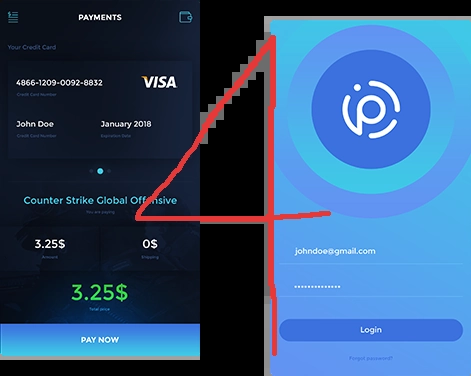 PAYMENTS
Your Credit Card
4866-1209-0092-8832
VISA
Credit Card Number
John Doe
January 2018
Credit Card Number
Expiration Date
Counter Strike Global Offensive
You are paying
3.25$
0$
Amount
Shipping
3.25$
Total price
PAY NOW
4
johndoe@gmail.com
Login
Forgot password?